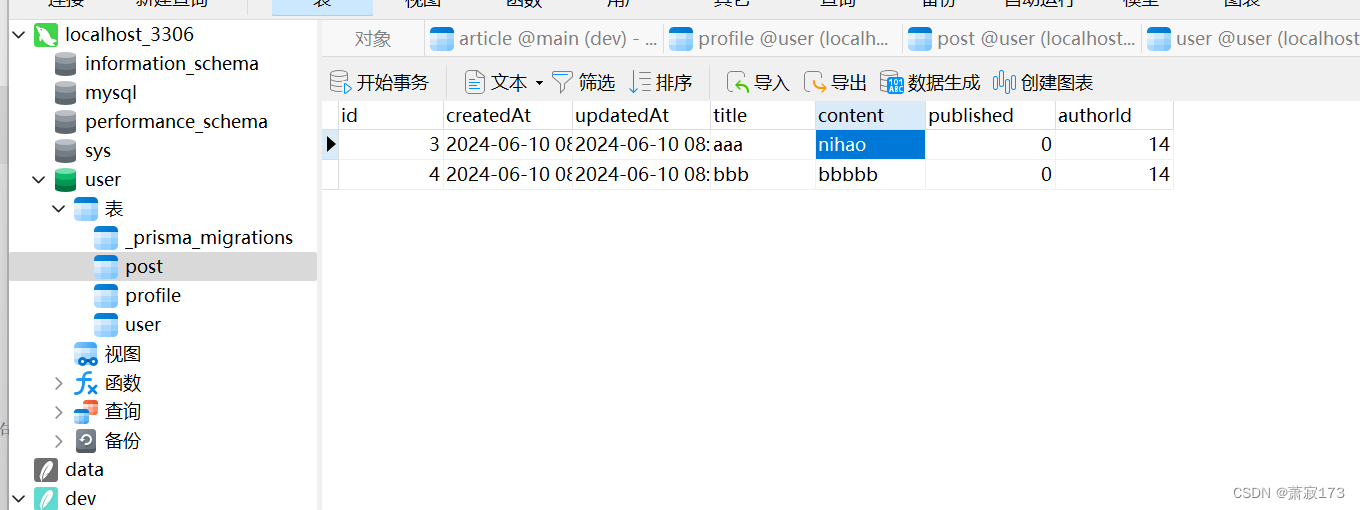 连接 新建查询 表 视图 函数 用户 其它 查询 备份 自动运行 模型 图表
localhost_3306
information_schema
mysql
performance_schema
sys
user
表
_prisma_migrations
post
profile
user
视图
函数
查询
备份
data
dev
对象 article @main (dev) - ... profile @user (localh... post @user (localhost... user @user (localhost
开始事务 文本 筛选 排序 导入 导出 数据生成 创建图表
id createdAt updatedAt title content published authorId
3 2024-06-10 08: 2024-06-10 08: aaa nihao 0 14
4 2024-06-10 08: 2024-06-10 08: bbb bbbbb 0 14
CSDN @萧寂173